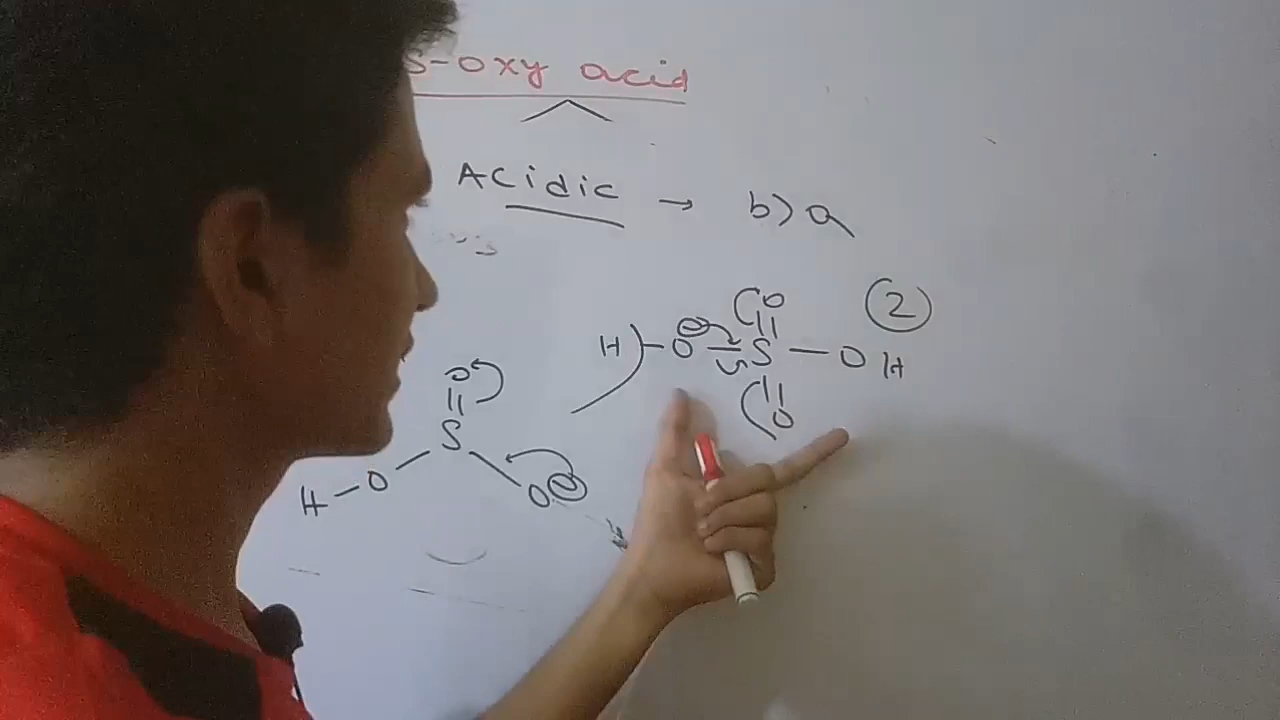 S-oxy acid
Acidic → b>a
2
O
H-O-S-OH
O
O
S
H-O O